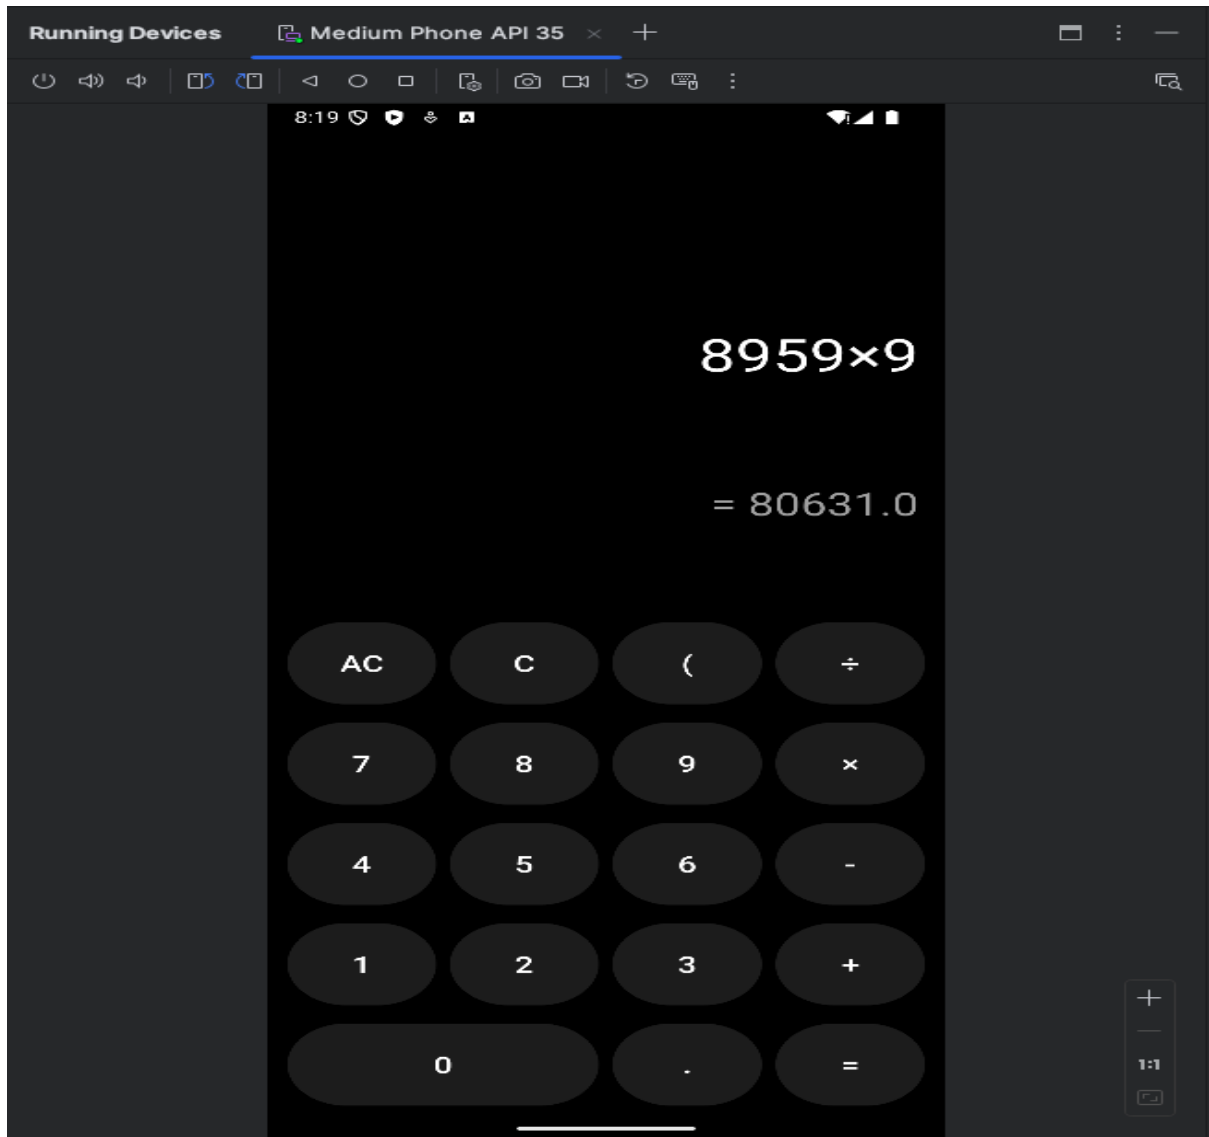 Running Devices Medium Phone API 35
8:19
8959×9
= 80631.0
AC C ( ÷
7 8 9 ×
4 5 6 -
1 2 3 +
0 . =
1:1